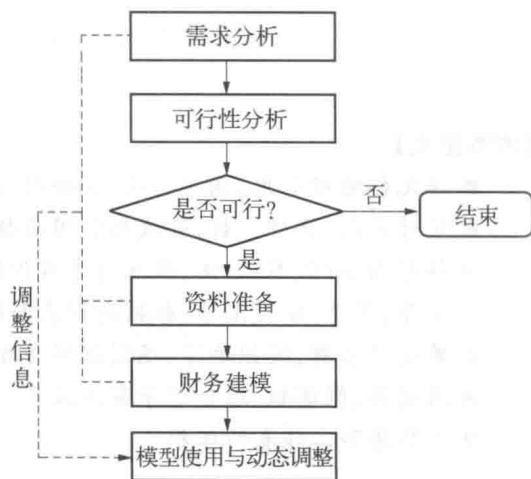 需求分析
可行性分析
是否可行?
否
结束
是
资料准备
调整信息
财务建模
模型使用与动态调整